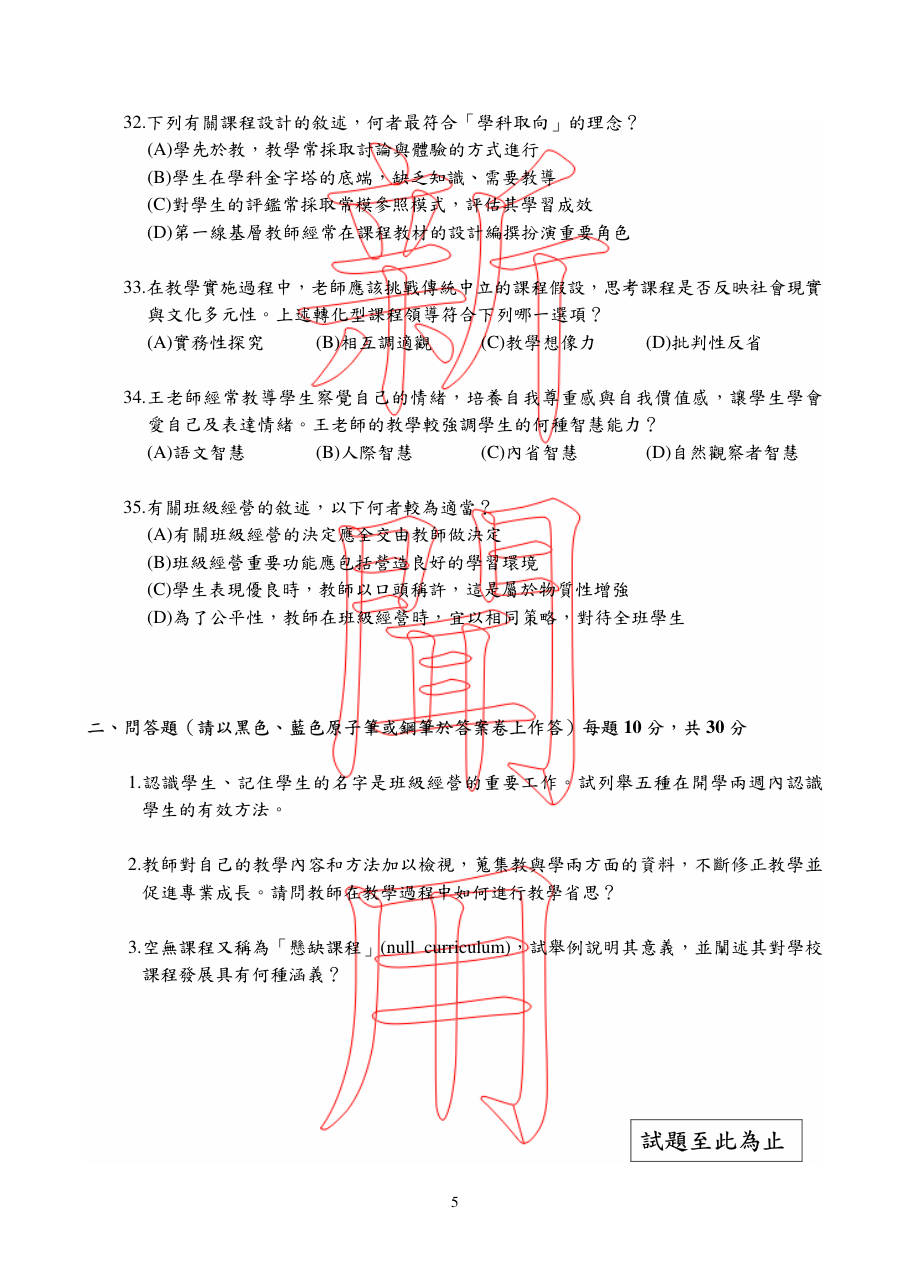 32.下列有關課程設計的敘述，何者最符合「學科取向」的理念？
(A)學先於教，教學常採取討論與體驗的方式進行
(B)學生在學科金字塔的底端，缺乏知識、需要教導
(C)對學生的評鑑常採取常模參照模式，評估其學習成效
(D)第一線基層教師經常在課程教材的設計編撰扮演重要角色
33.在教學實施過程中，老師應該挑戰傳統中立的課程假設，思考課程是否反映社會現實
與文化多元性。上述轉化型課程領導符合下列哪一選項？
(A)實務性探究 (B)相互調適觀 (C)教學想像力 (D)批判性反省
34.王老師經常教導學生察覺自己的情緒，培養自我尊重感與自我價值感，讓學生學會
愛自己及表達情緒。王老師的教學較強調學生的何種智慧能力？
(A)語文智慧 (B)人際智慧 (C)內省智慧 (D)自然觀察者智慧
35.有關班級經營的敘述，以下何者較為適當？
(A)有關班級經營的決定應全交由教師做決定
(B)班級經營重要功能應包括營造良好的學習環境
(C)學生表現優良時，教師以口頭稱許，這是屬於物質性增強
(D)為了公平性，教師在班級經營時，宜以相同策略，對待全班學生
二、問答題（請以黑色、藍色原子筆或鋼筆於答案卷上作答）每題 10 分，共 30 分
1.認識學生、記住學生的名字是班級經營的重要工作。試列舉五種在開學兩週內認識
學生的有效方法。
2.教師對自己的教學內容和方法加以檢視，蒐集教與學兩方面的資料，不斷修正教學並
促進專業成長。請問教師在教學過程中如何進行教學省思？
3.空無課程又稱為「懸缺課程」(null curriculum)，試舉例說明其意義，並闡述其對學校
課程發展具有何種涵義？
試題至此為止
5
新聞用